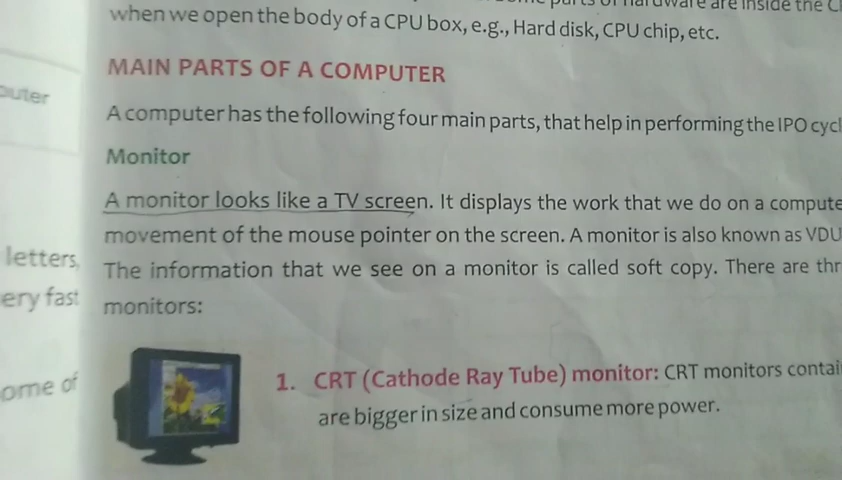 when we open the body of a CPU box, e.g., Hard disk, CPU chip, etc.
MAIN PARTS OF A COMPUTER
A computer has the following four main parts, that help in performing the IPO
Monitor
A monitor looks like a TV screen. It displays the work that we do on a
movement of the mouse pointer on the screen. A monitor is also known as VDU
The information that we see on a monitor is called soft copy. There are
monitors:
1. CRT (Cathode Ray Tube) monitor: CRT monitors
are bigger in size and consume more power.
letters,
ery fast
ome of